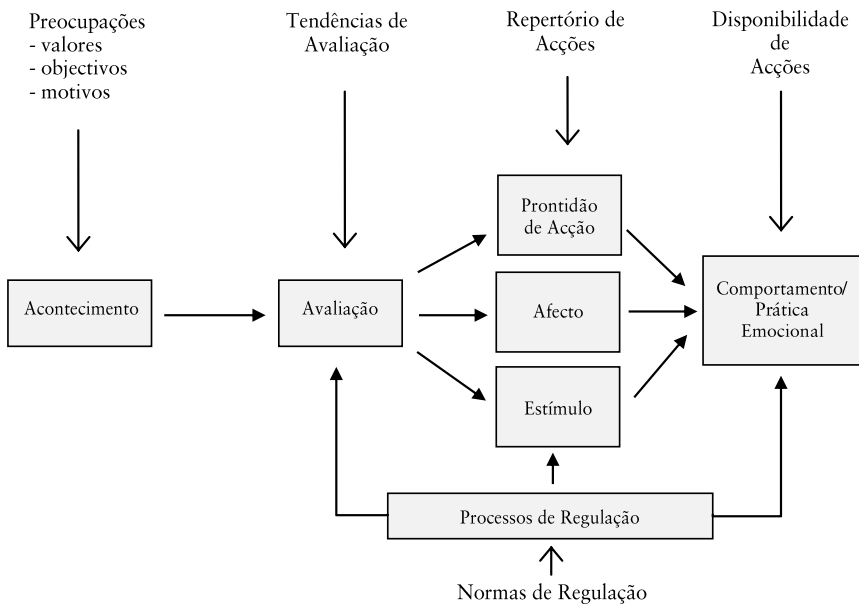 Preocupações
- valores
- objectivos
- motivos
Tendências de
Avaliação
Repertório de
Acções
Disponibilidade
de
Acções
Acontecimento
Avaliação
Prontidão
de Acção
Afecto
Estímulo
Comportamento/
Prática
Emocional
Processos de Regulação
Normas de Regulação